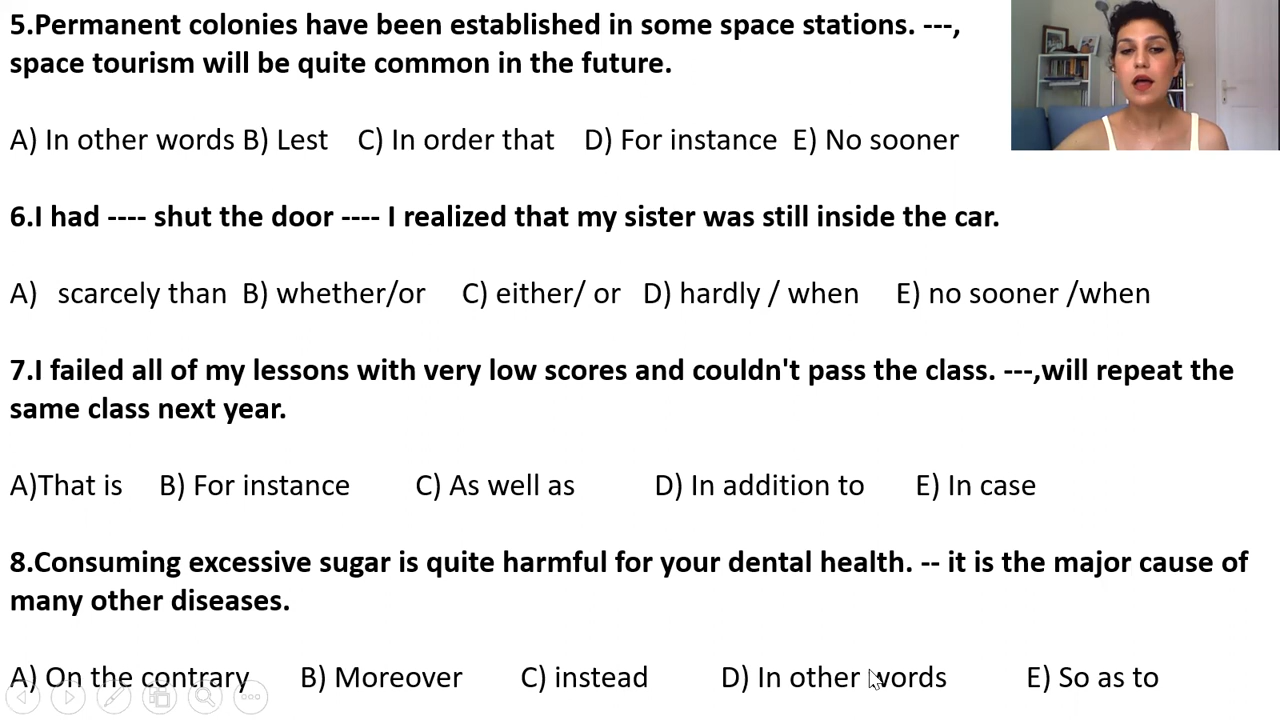 5.Permanent colonies have been established in some space stations. ---,
space tourism will be quite common in the future.
A) In other words B) Lest C) In order that D) For instance E) No sooner
6.I had ---- shut the door ---- I realized that my sister was still inside the car.
A) scarcely than B) whether/or C) either/ or D) hardly / when E) no sooner /when
7.I failed all of my lessons with very low scores and couldn't pass the class. ---,will repeat the
same class next year.
A)That is B) For instance C) As well as D) In addition to E) In case
8.Consuming excessive sugar is quite harmful for your dental health. -- it is the major cause of
many other diseases.
A) On the contrary B) Moreover C) instead D) In other words E) So as to